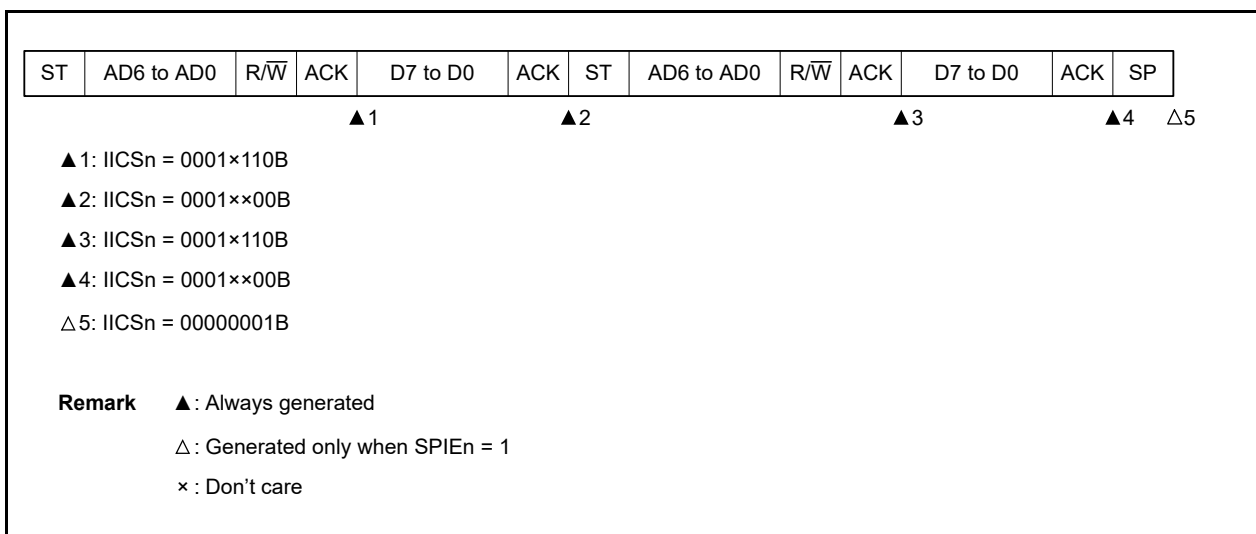 ST AD6 to AD0 R/W̅ ACK D7 to D0 ACK ST AD6 to AD0 R/W̅ ACK D7 to D0 ACK SP
▲1 ▲2 ▲3 ▲4 △5
▲1: IICSn = 0001×110B
▲2: IICSn = 0001××00B
▲3: IICSn = 0001×110B
▲4: IICSn = 0001××00B
△5: IICSn = 00000001B
Remark ▲: Always generated
△: Generated only when SPIEn = 1
×: Don't care